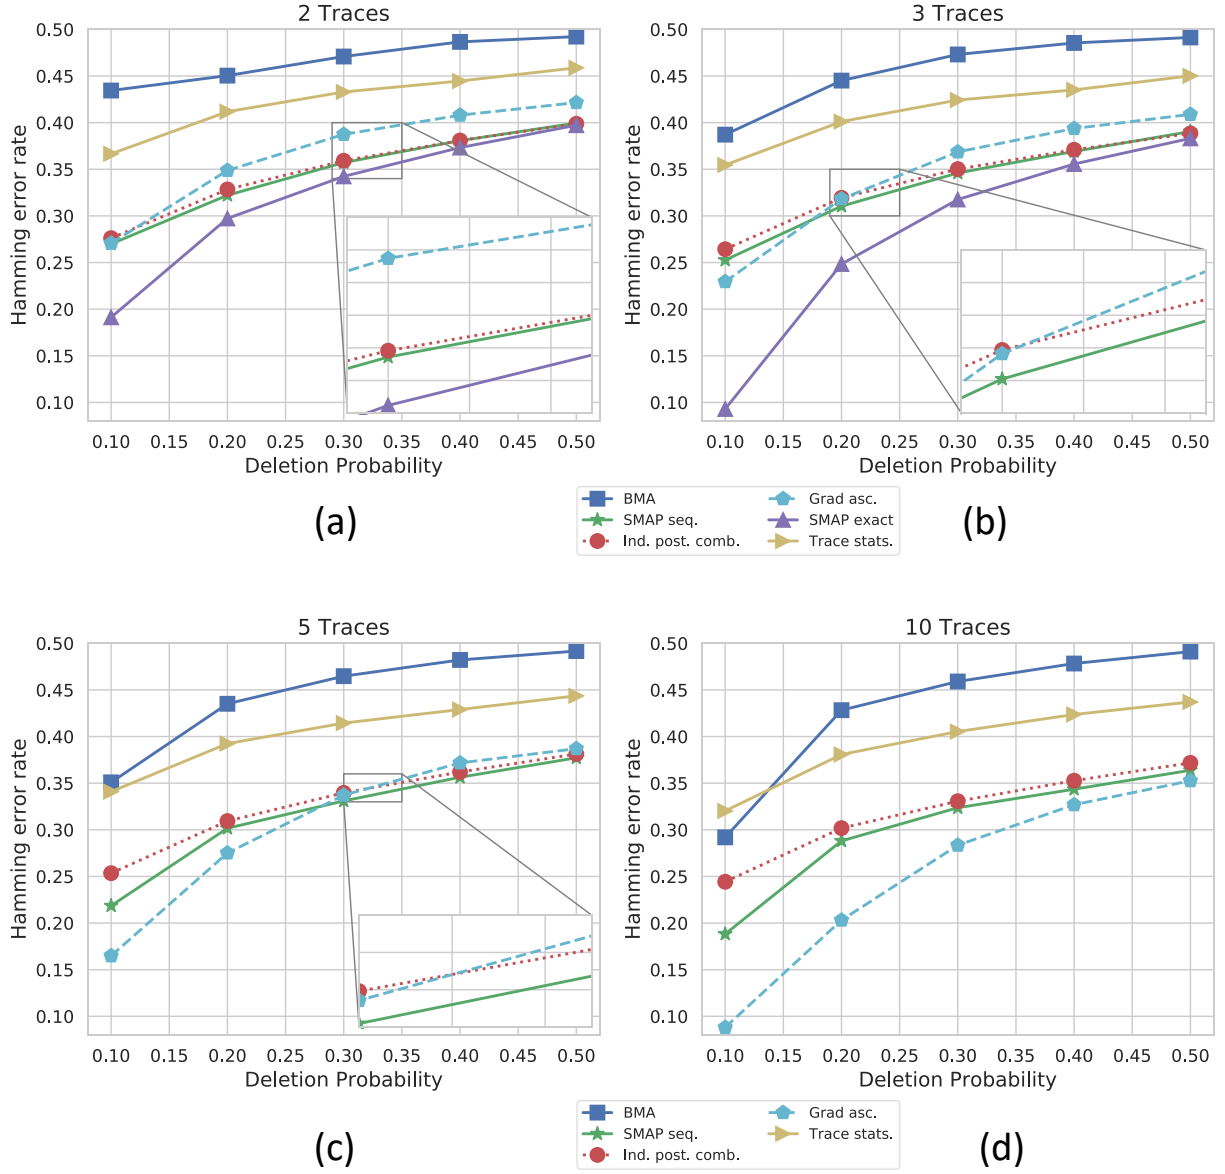 2 Traces
Hamming error rate
0.50
0.45
0.40
0.35
0.30
0.25
0.20
0.15
0.10
0.10 0.15 0.20 0.25 0.30 0.35 0.40 0.45 0.50
Deletion Probability
(a)
3 Traces
Hamming error rate
0.50
0.45
0.40
0.35
0.30
0.25
0.20
0.15
0.10
0.10 0.15 0.20 0.25 0.30 0.35 0.40 0.45 0.50
Deletion Probability
(b)
BMA
SMAP seq.
Ind. post. comb.
Grad asc.
SMAP exact
Trace stats.
5 Traces
Hamming error rate
0.50
0.45
0.40
0.35
0.30
0.25
0.20
0.15
0.10
0.10 0.15 0.20 0.25 0.30 0.35 0.40 0.45 0.50
Deletion Probability
(c)
10 Traces
Hamming error rate
0.50
0.45
0.40
0.35
0.30
0.25
0.20
0.15
0.10
0.10 0.15 0.20 0.25 0.30 0.35 0.40 0.45 0.50
Deletion Probability
(d)
BMA
SMAP seq.
Ind. post. comb.
Grad asc.
Trace stats.